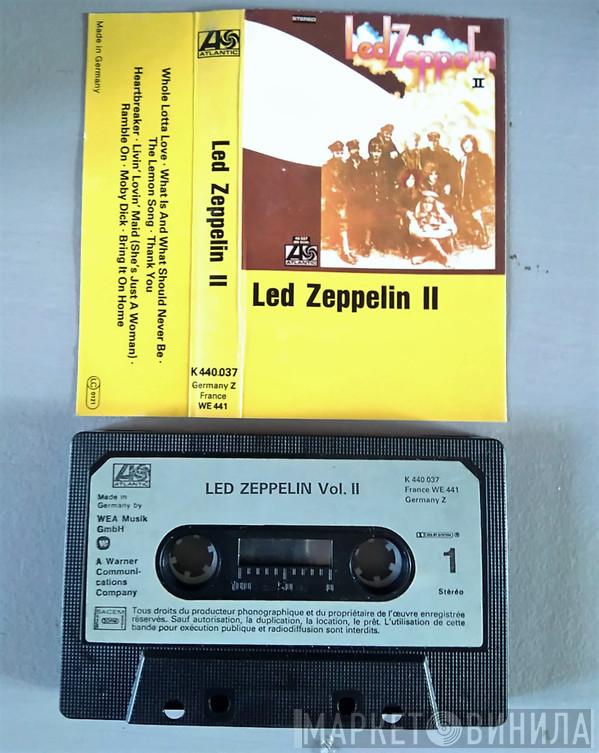 Made in Germany
Whole Lotta Love · What Is And What Should Never Be ·
The Lemon Song · Thank You
Heartbreaker · Livin' Lovin' Maid (She's Just A Woman) ·
Ramble On · Moby Dick · Bring It On Home
LC 0121
ATLANTIC
Led Zeppelin II
K 440 037
Germany Z
France
WE 441
STEREO
Led Zeppelin
II
ATLANTIC
Led Zeppelin II
ATLANTIC
Made in
Germany by
WEA Musik
GmbH
A Warner
Communi-
cations
Company
LED ZEPPELIN Vol. II
K 440 037
France WE 441
Germany Z
1
Stéréo
SACEM
Tous droits du producteur phonographique et du propriétaire de l'œuvre enregistrée
réservés. Sauf autorisation, la duplication, la location, le prêt. L'utilisation de cette
bande pour exécution publique et radiodiffusion sont interdits.
МАРКЕТ ВИНИЛА